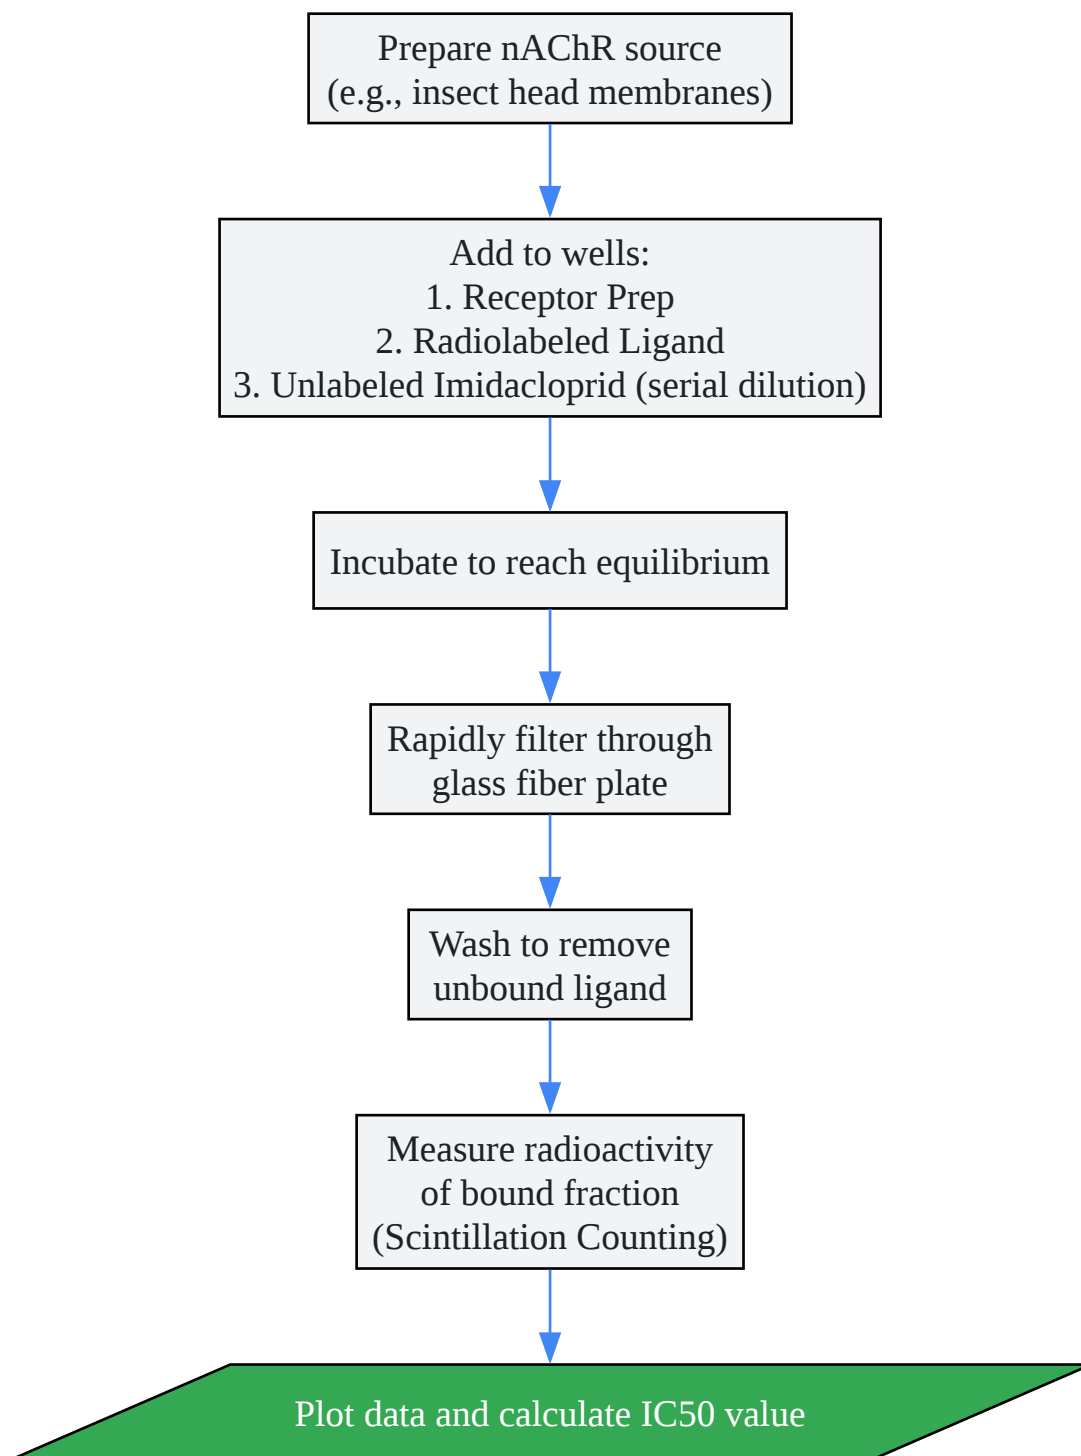 Prepare nAChR source
(e.g., insect head membranes)
Add to wells:
1. Receptor Prep
2. Radiolabeled Ligand
3. Unlabeled Imidacloprid (serial dilution)
Incubate to reach equilibrium
Rapidly filter through
glass fiber plate
Wash to remove
unbound ligand
Measure radioactivity
of bound fraction
(Scintillation Counting)
Plot data and calculate IC50 value